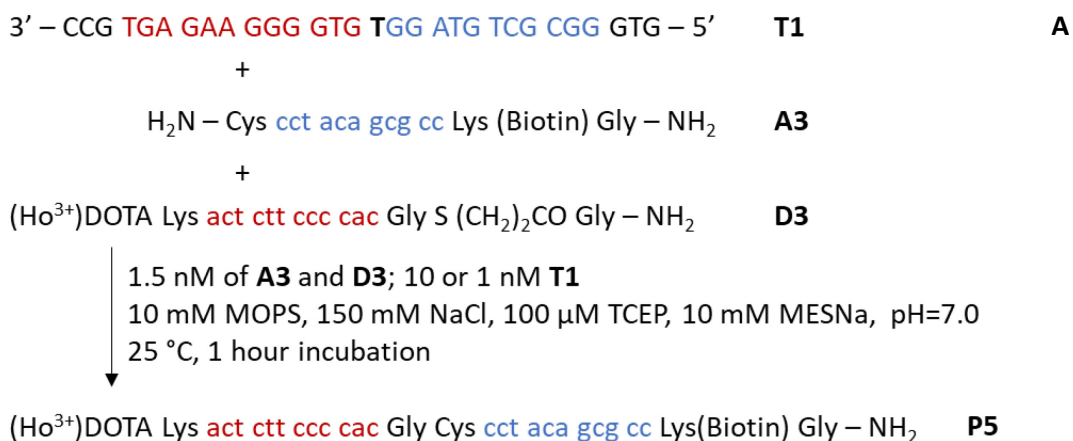 3’ – CCG TGA GAA GGG GTG TGG ATG TCG CGG GTG – 5’ T1 A
+
H₂N – Cys cct aca gcg cc Lys (Biotin) Gly – NH₂ A3
+
(Ho³⁺)DOTA Lys act ctt ccc cac Gly S (CH₂)₂CO Gly – NH₂ D3
1.5 nM of A3 and D3; 10 or 1 nM T1
10 mM MOPS, 150 mM NaCl, 100 µM TCEP, 10 mM MESNa, pH=7.0
25 °C, 1 hour incubation
(Ho³⁺)DOTA Lys act ctt ccc cac Gly Cys cct aca gcg cc Lys(Biotin) Gly – NH₂ P5